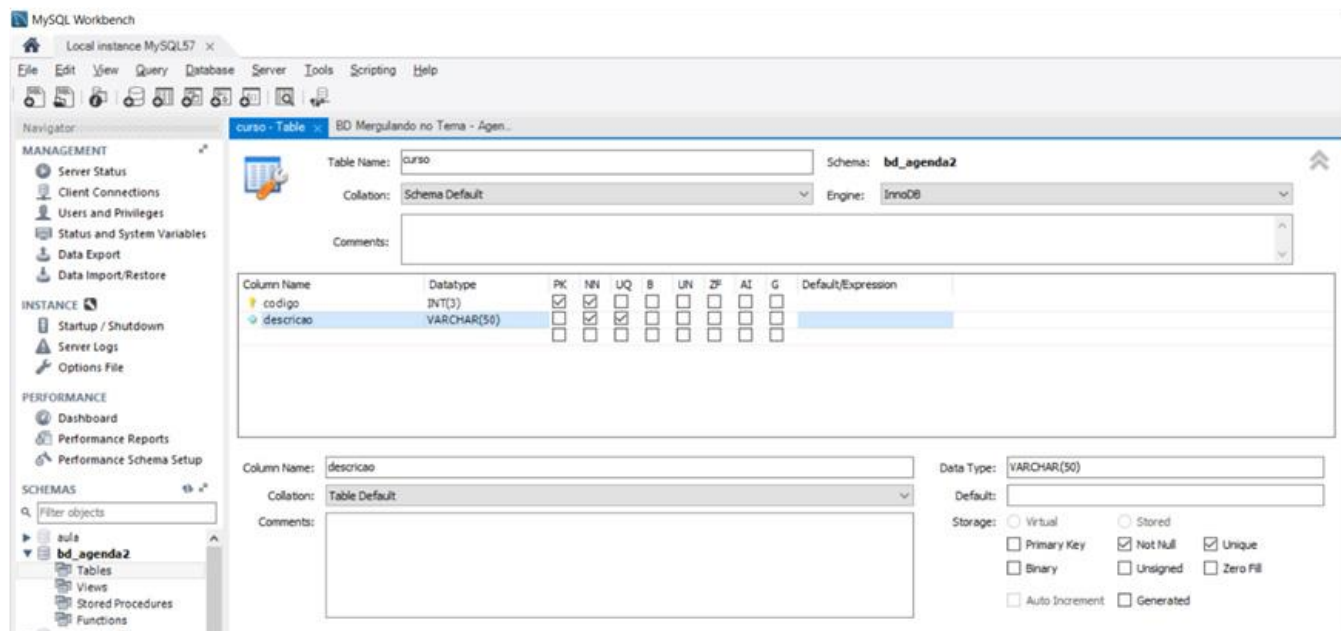 MySQL Workbench
Local instance MySQL57 ×
File Edit View Query Database Server Tools Scripting Help
Navigator
MANAGEMENT
Server Status
Client Connections
Users and Privileges
Status and System Variables
Data Export
Data Import/Restore
INSTANCE
Startup / Shutdown
Server Logs
Options File
PERFORMANCE
Dashboard
Performance Reports
Performance Schema Setup
SCHEMAS
Filter objects
aula
bd_agenda2
Tables
Views
Stored Procedures
Functions
curso - Table × BD Mergulando no Tema - Agen...
Table Name: curso Schema: bd_agenda2
Collation: Schema Default Engine: InnoDB
Comments:
Column Name Datatype PK NN UQ B UN ZF AI G Default/Expression
codigo INT(3)
descricao VARCHAR(50)
Column Name: descricao Data Type: VARCHAR(50)
Collation: Table Default Default:
Comments: Storage: Virtual Stored
Primary Key Not Null Unique
Binary Unsigned Zero Fill
Auto Increment Generated